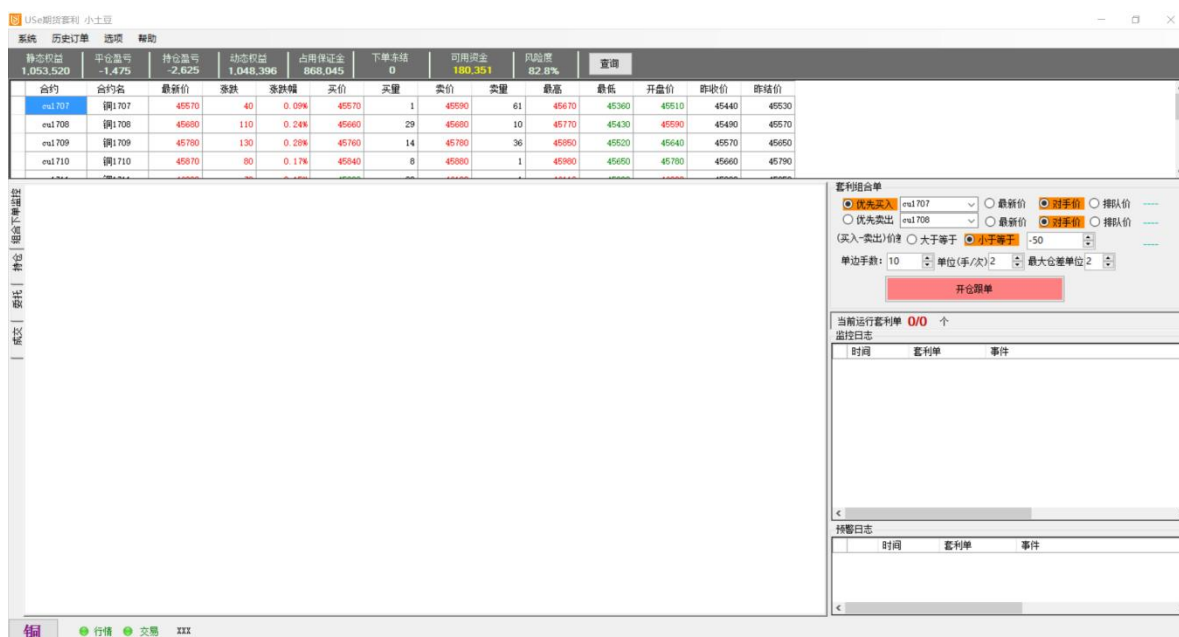 USe期货套利 小土豆
系统 历史订单 选项 帮助
静态权益 平仓盈亏 持仓盈亏 动态权益 占用保证金 下单冻结 可用资金 风险度 查询
1,053,520 -1,475 -2,625 1,048,396 868,045 0 180,351 82.8%
合约 合约名 最新价 涨跌 涨跌幅 买价 买量 卖价 卖量 最高 最低 开盘价 昨收价 昨结价
cu1707 铜1707 45570 40 0.09% 45570 1 45590 61 45670 45360 45510 45440 45530
cu1708 铜1708 45680 110 0.24% 45660 29 45680 10 45770 45430 45590 45490 45570
cu1709 铜1709 45780 130 0.28% 45760 14 45780 36 45850 45520 45640 45570 45650
cu1710 铜1710 45870 80 0.17% 45840 8 45880 1 45980 45650 45780 45660 45790
组合下单监控
持仓
委托
成交
套利组合单
优先买入 cu1707 最新价 对手价 排队价 ----
优先卖出 cu1708 最新价 对手价 排队价
(买入-卖出)价差 大于等于 小于等于 -50 ----
单边手数: 10 单位(手/次) 2 最大仓差单位 2
开仓跟单
当前运行套利单 0/0 个
监控日志
时间 套利单 事件
预警日志
时间 套利单 事件
铜 行情 交易 XXX